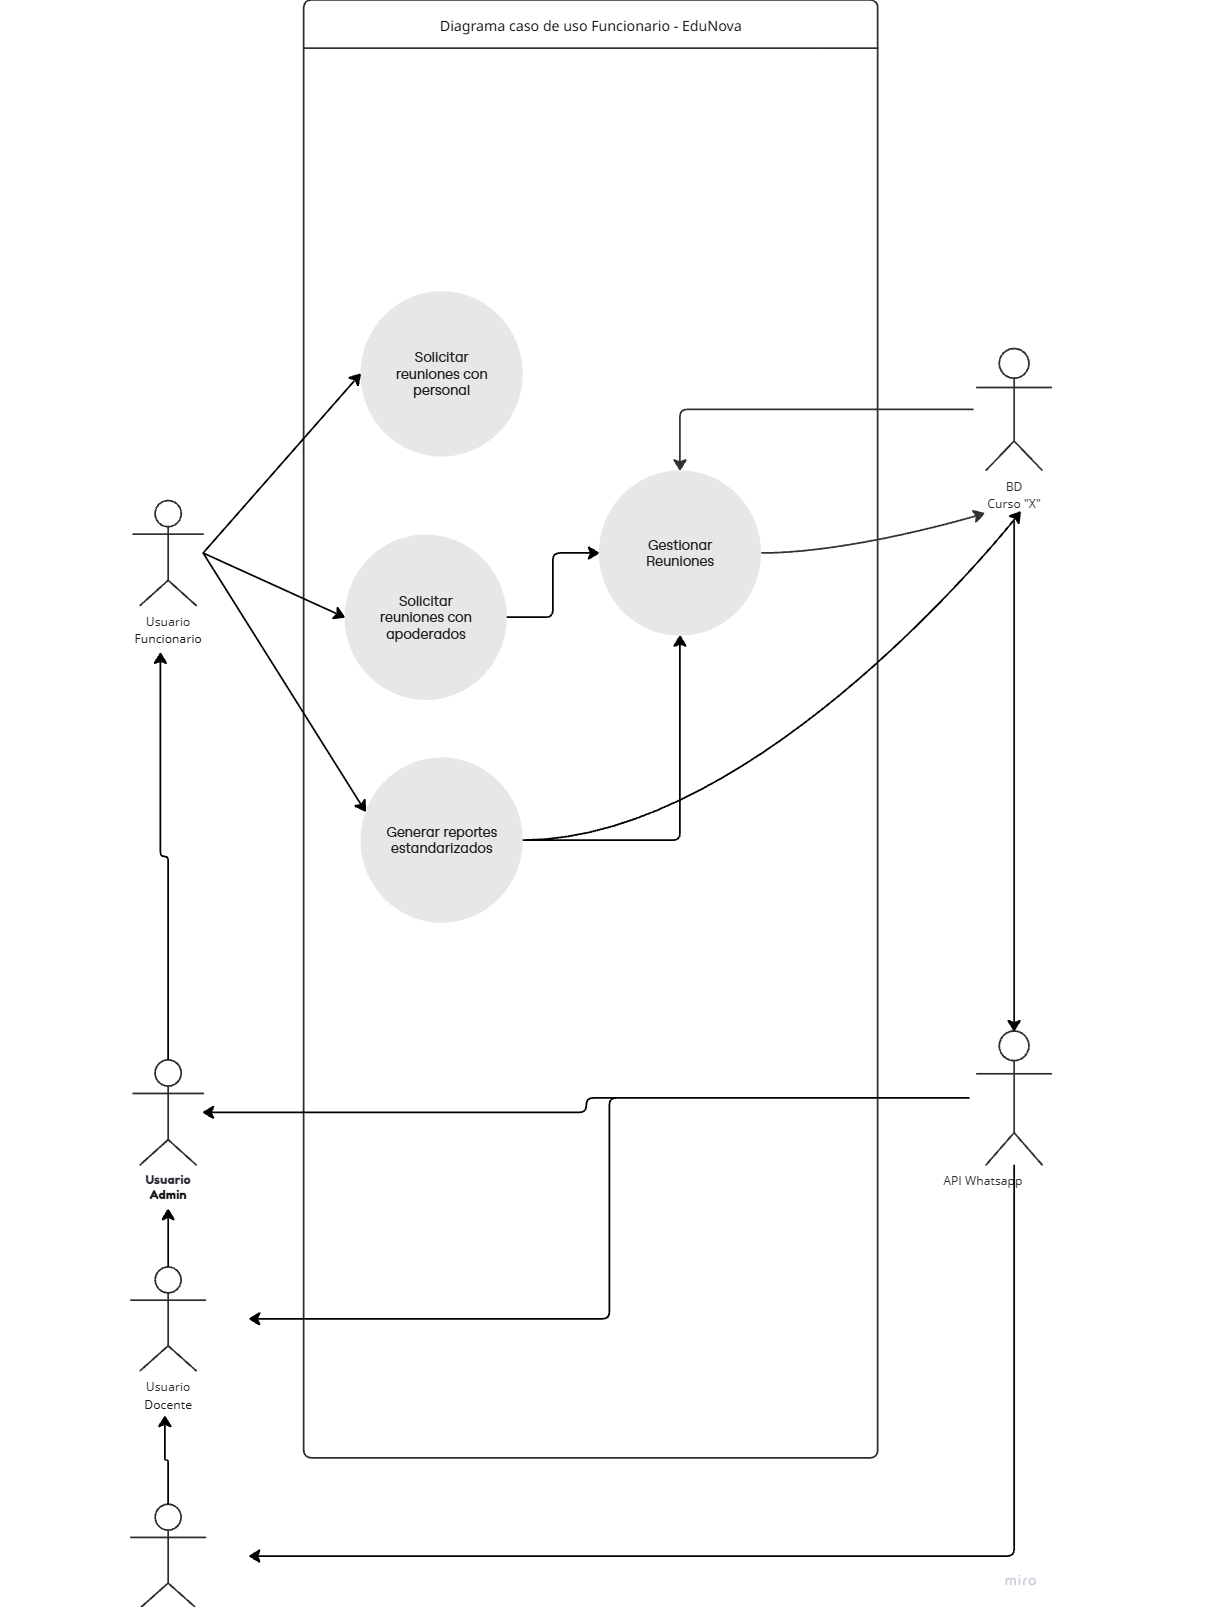 Diagrama caso de uso Funcionario - EduNova
Solicitar
reuniones con
personal
BD
Curso "X"
Gestionar
Reuniones
Solicitar
reuniones con
apoderados
Usuario
Funcionario
Generar reportes
estandarizados
Usuario
Admin
API Whatsapp
Usuario
Docente
miro